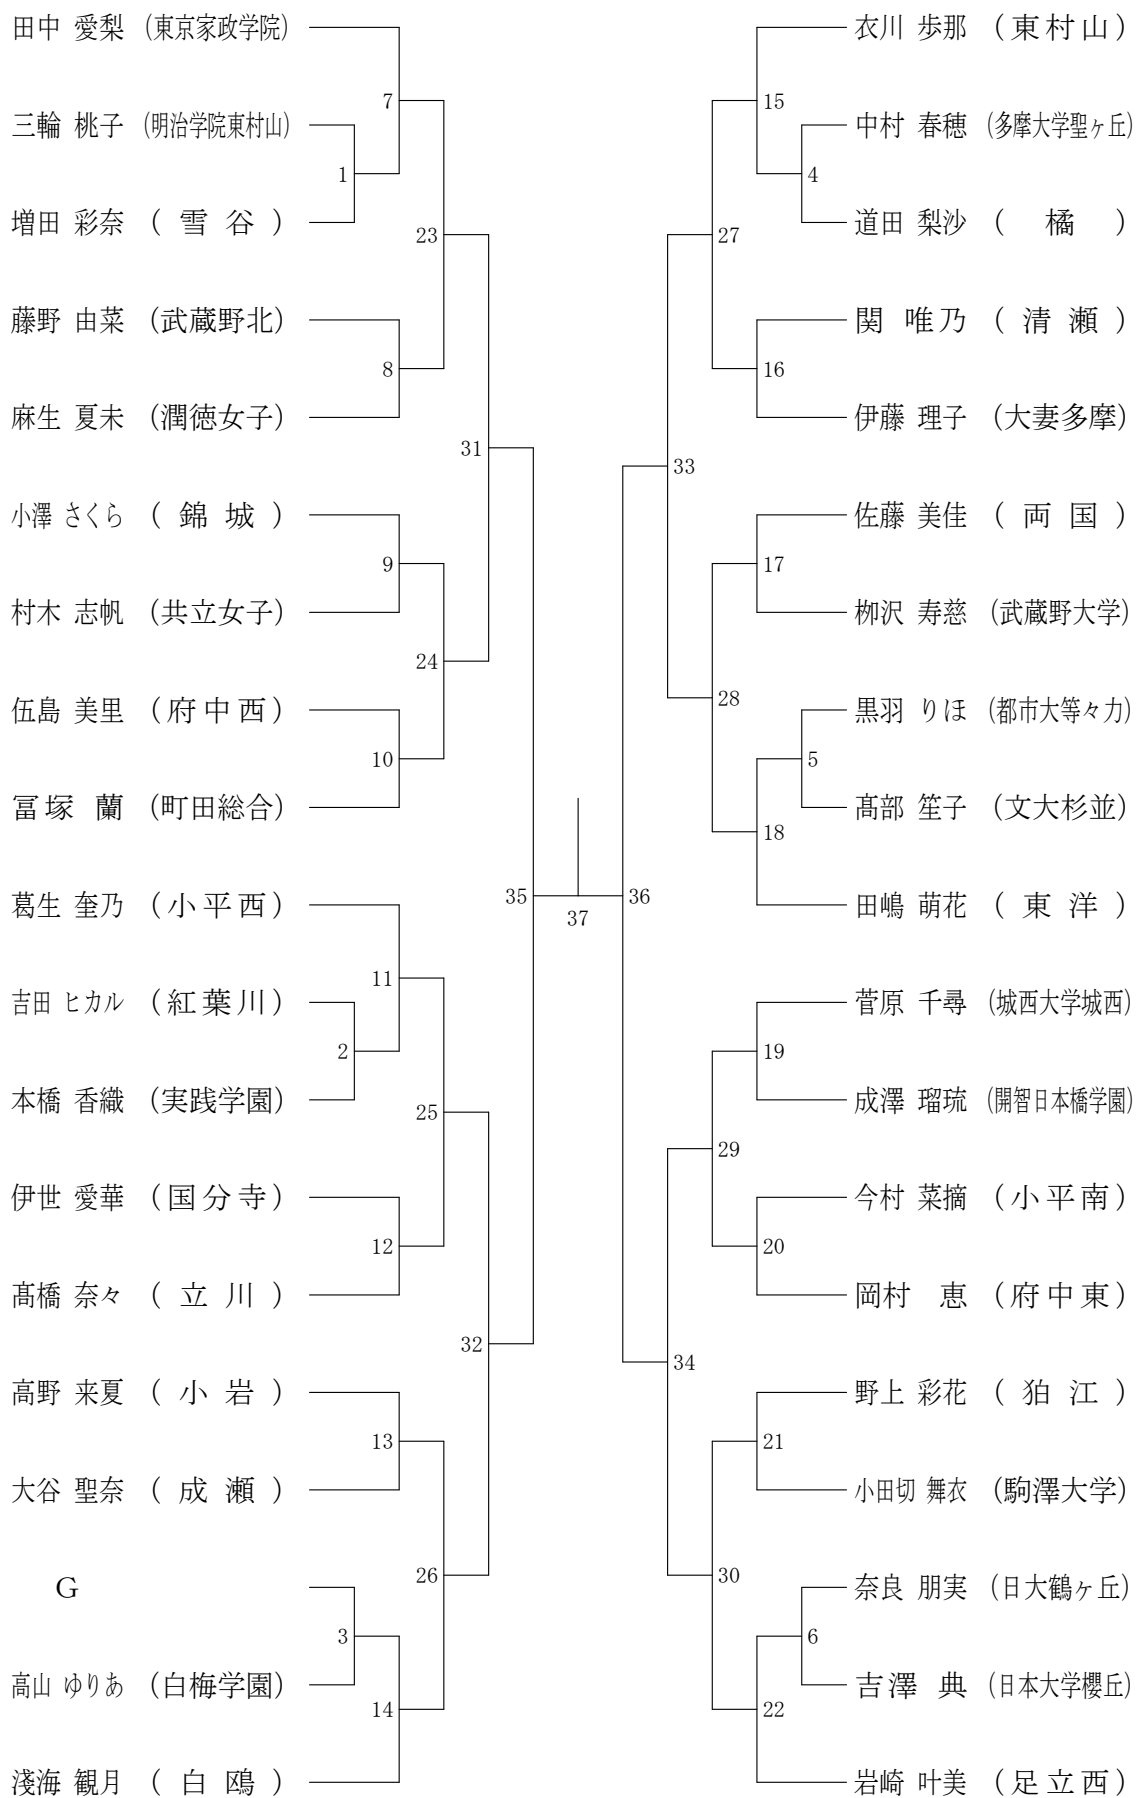 田中 愛梨 (東京家政学院)
7
三輪 桃子 (明治学院東村山)
1
増田 彩奈 ( 雪 谷 )
23
藤野 由菜 (武蔵野北)
8
麻生 夏未 (潤徳女子)
31
小澤 さくら ( 錦 城 )
9
村木 志帆 (共立女子)
24
伍島 美里 (府中西)
10
冨塚 蘭 (町田総合)
35
葛生 奎乃 (小平西)
11
吉田 ヒカル (紅葉川)
2
本橋 香織 (実践学園)
25
伊世 愛華 (国分寺)
12
髙橋 奈々 ( 立 川 )
32
高野 来夏 ( 小 岩 )
13
大谷 聖奈 ( 成 瀬 )
26
G
3
高山 ゆりあ (白梅学園)
14
淺海 観月 ( 白 鴎 )
37
衣川 歩那 (東村山)
15
中村 春穂 (多摩大学聖ヶ丘)
4
道田 梨沙 ( 橘 )
27
関 唯乃 ( 清 瀬 )
16
伊藤 理子 (大妻多摩)
33
佐藤 美佳 ( 両 国 )
17
栁沢 寿慈 (武蔵野大学)
28
黒羽 りほ (都市大等々力)
5
髙部 笙子 (文大杉並)
18
田嶋 萌花 ( 東 洋 )
36
菅原 千尋 (城西大学城西)
19
成澤 瑠琉 (開智日本橋学園)
29
今村 菜摘 (小平南)
20
岡村 恵 (府中東)
34
野上 彩花 ( 狛 江 )
21
小田切 舞衣 (駒澤大学)
30
奈良 朋実 (日大鶴ヶ丘)
6
吉澤 典 (日本大学櫻丘)
22
岩崎 叶美 (足立西)